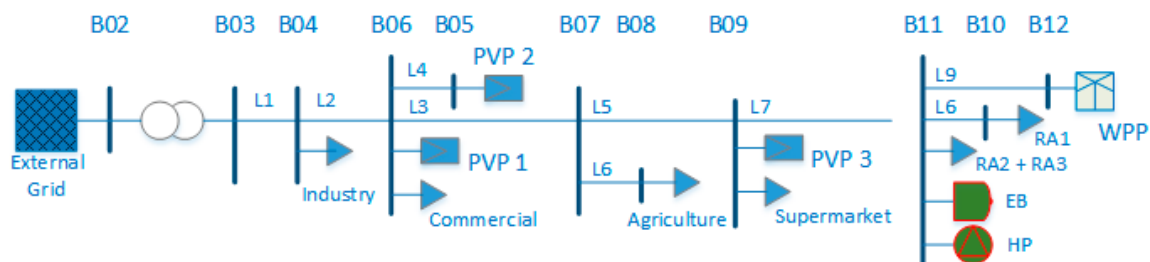 B02 B03 B04 B06 B05 B07 B08 B09 B11 B10 B12
PVP 2
L4
L9
L1 L2 L3 L5 L7 L6
RA1
WPP
PVP 1
PVP 3
RA2 + RA3
External
Grid
Industry
L6
Commercial
Agriculture
Supermarket
EB
HP